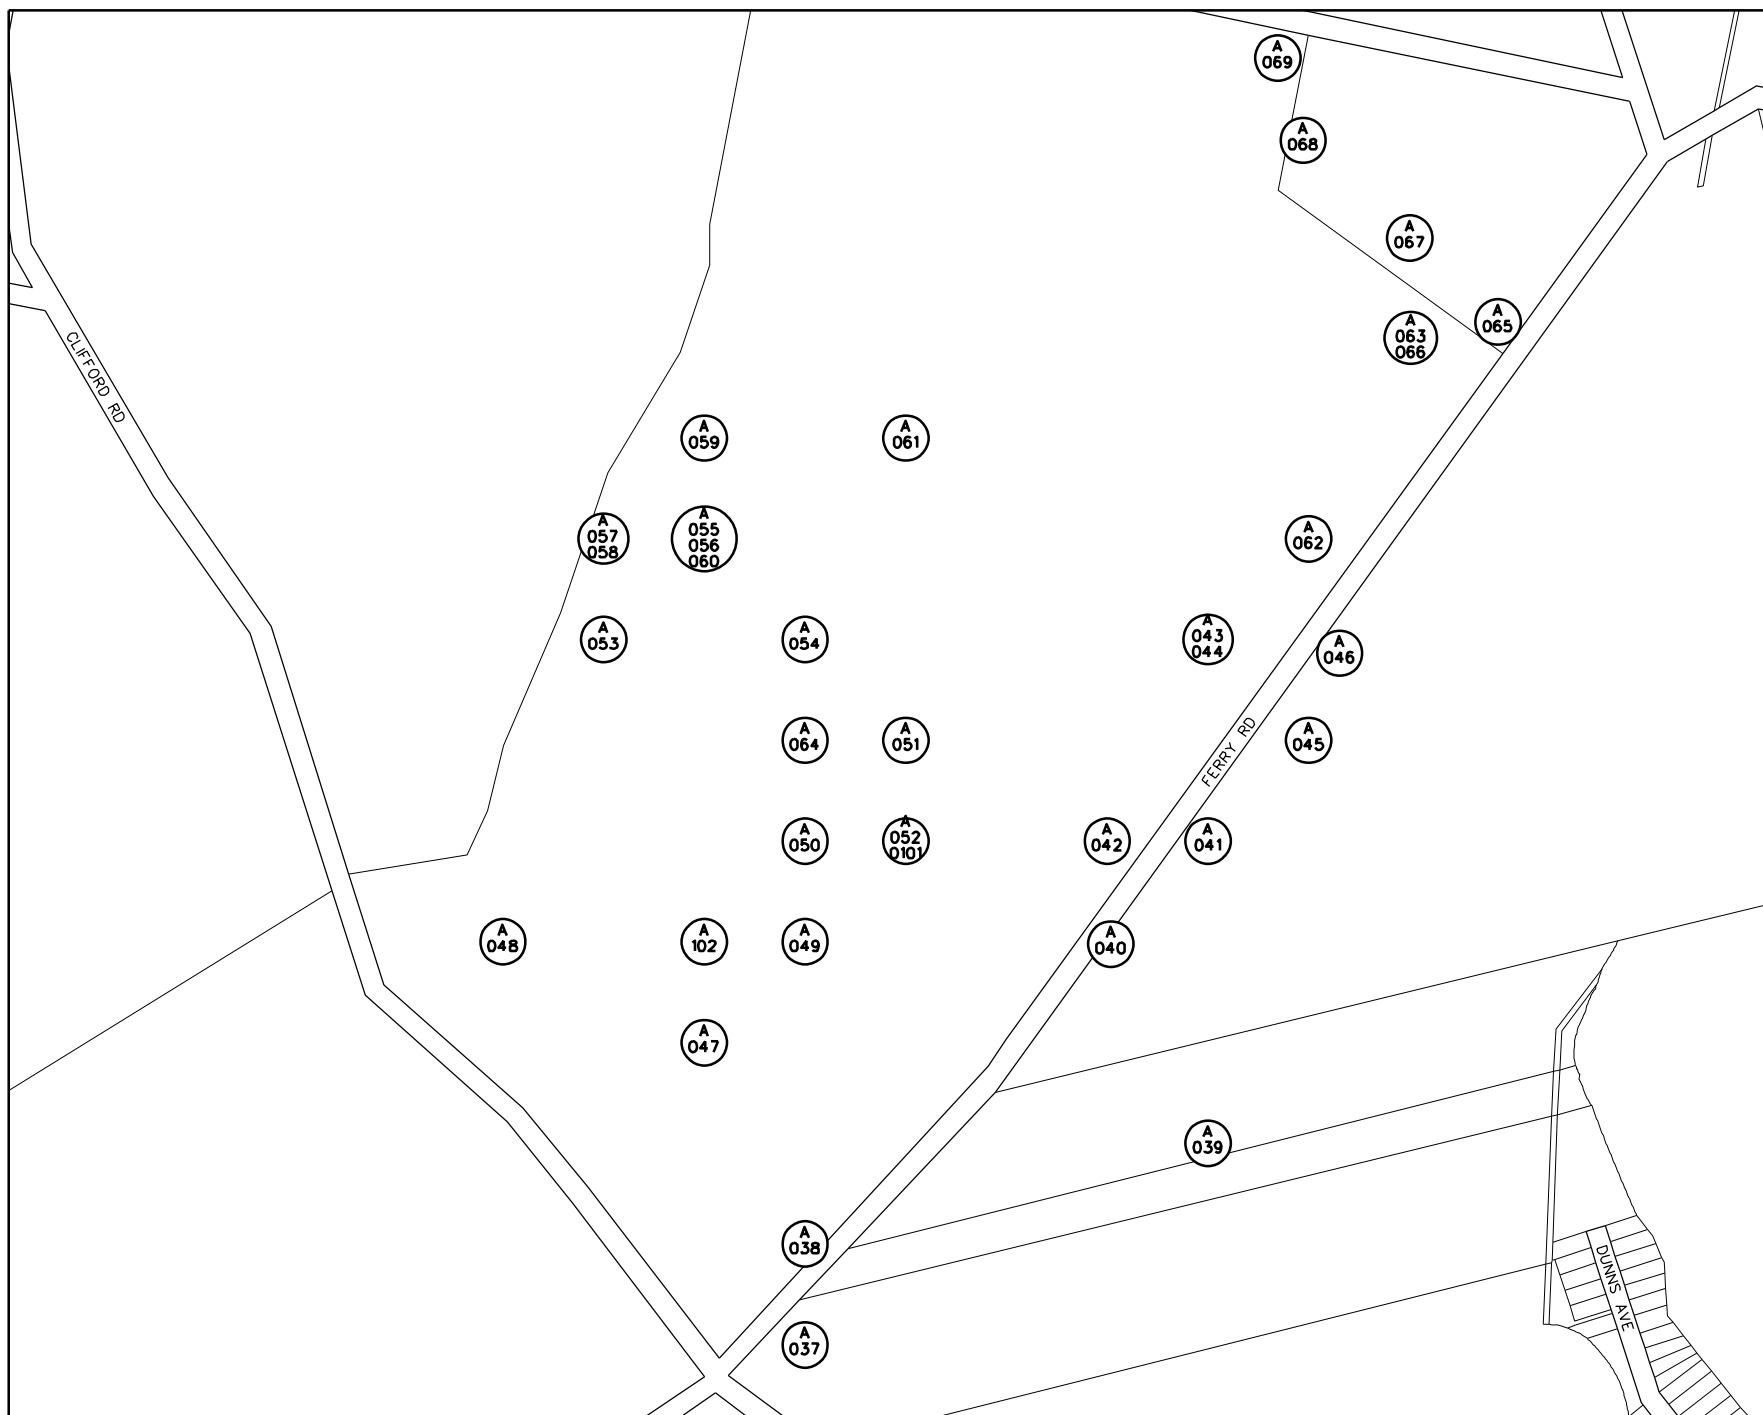 A
069
A
068
A
067
A
065
A
063
066
CLIFFORD RD
A
059
A
061
A
057
058
A
055
056
060
A
062
A
053
A
054
A
043
044
A
046
A
064
A
051
FERRY RD
A
045
A
050
A
052
0101
A
042
A
041
A
048
A
102
A
049
A
040
A
047
A
039
A
038
DUNNS AVE
A
037